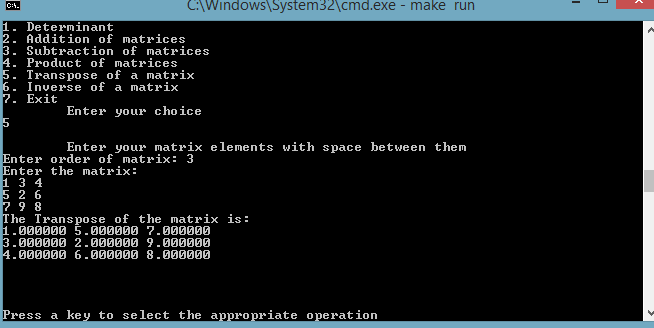 C:\Windows\System32\cmd.exe - make run
1. Determinant
2. Addition of matrices
3. Subtraction of matrices
4. Product of matrices
5. Transpose of a matrix
6. Inverse of a matrix
7. Exit
Enter your choice
5
Enter your matrix elements with space between them
Enter order of matrix: 3
Enter the matrix:
1 3 4
5 2 6
7 9 8
The Transpose of the matrix is:
1.000000 5.000000 7.000000
3.000000 2.000000 9.000000
4.000000 6.000000 8.000000
Press a key to select the appropriate operation